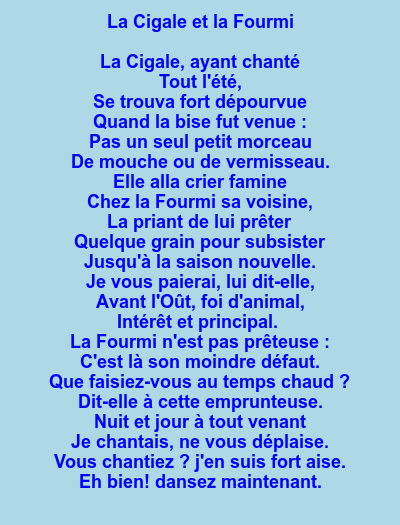 La Cigale et la Fourmi
La Cigale, ayant chanté
Tout l'été,
Se trouva fort dépourvue
Quand la bise fut venue :
Pas un seul petit morceau
De mouche ou de vermisseau.
Elle alla crier famine
Chez la Fourmi sa voisine,
La priant de lui prêter
Quelque grain pour subsister
Jusqu'à la saison nouvelle.
Je vous paierai, lui dit-elle,
Avant l'Oût, foi d'animal,
Intérêt et principal.
La Fourmi n'est pas prêteuse :
C'est là son moindre défaut.
Que faisiez-vous au temps chaud ?
Dit-elle à cette emprunteuse.
Nuit et jour à tout venant
Je chantais, ne vous déplaise.
Vous chantiez ? j'en suis fort aise.
Eh bien! dansez maintenant.